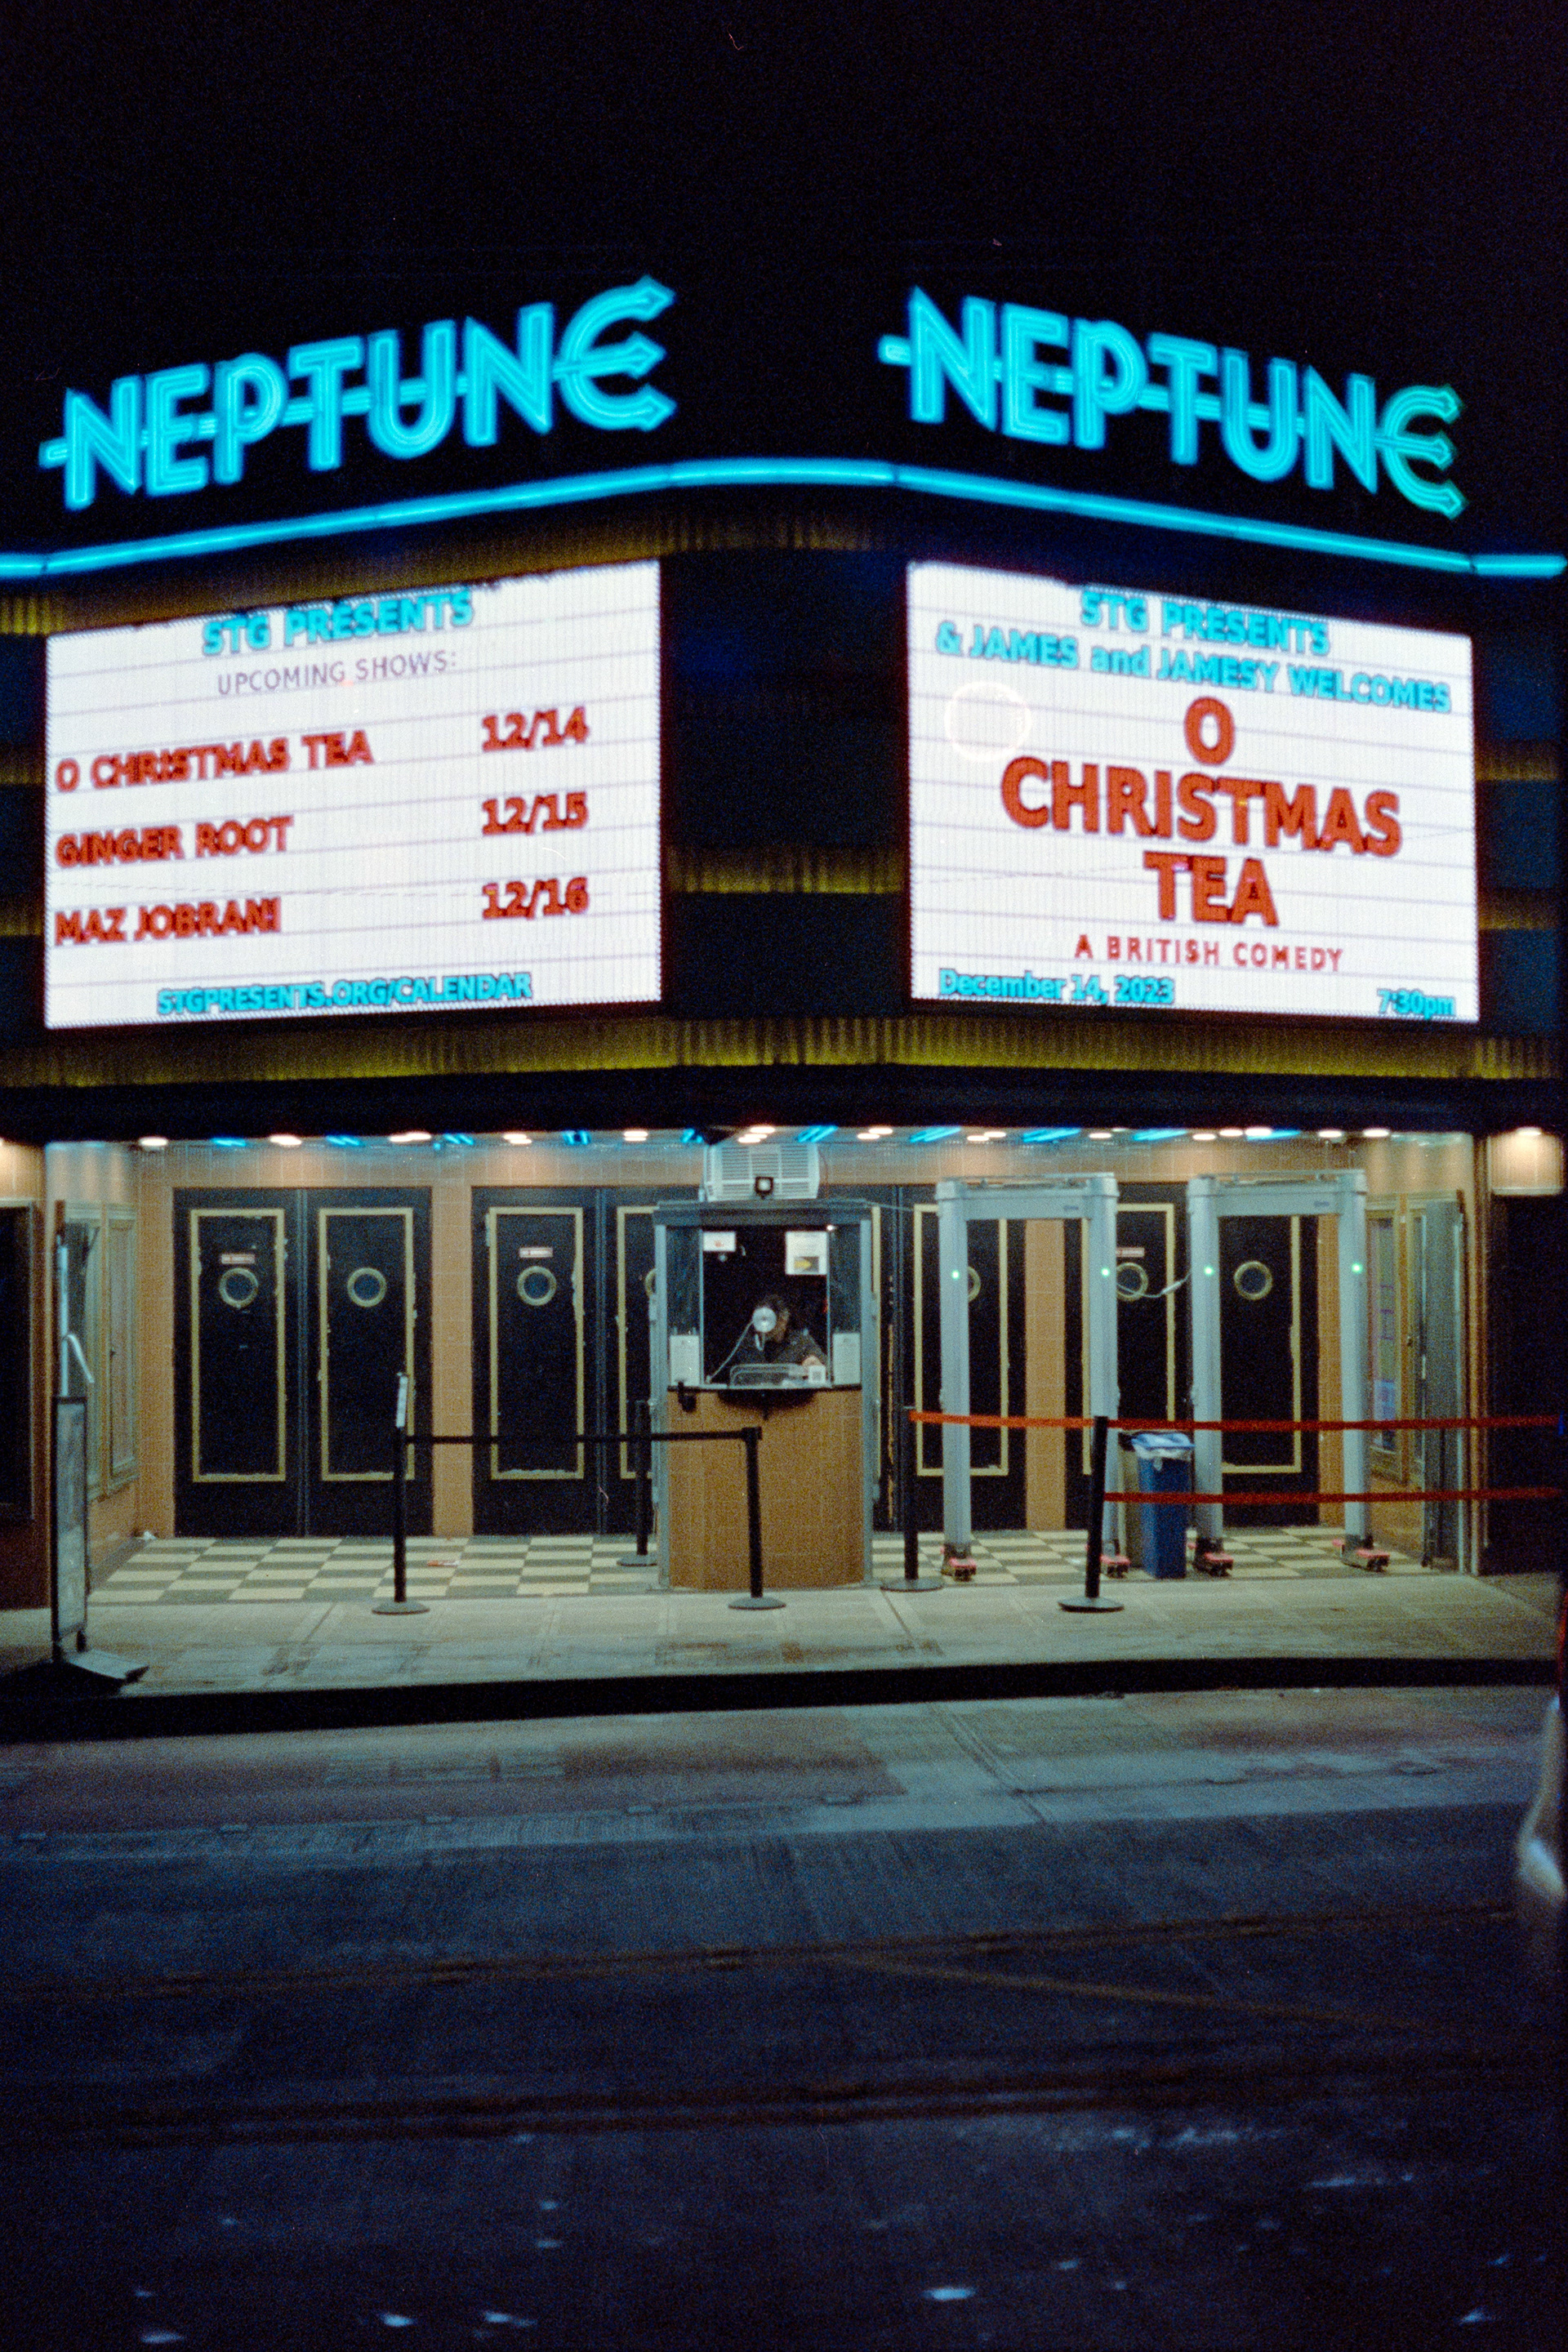 NEPTUNE
NEPTUNE
STG PRESENTS
UPCOMING SHOWS:
O CHRISTMAS TEA 12/14
GINGER ROOT 12/15
MAZ JOBRANI 12/16
STGPRESENTS.ORG/CALENDAR
STG PRESENTS
& JAMES and JAMESY WELCOMES
O
CHRISTMAS
TEA
A BRITISH COMEDY
December 14, 2023 7:30pm